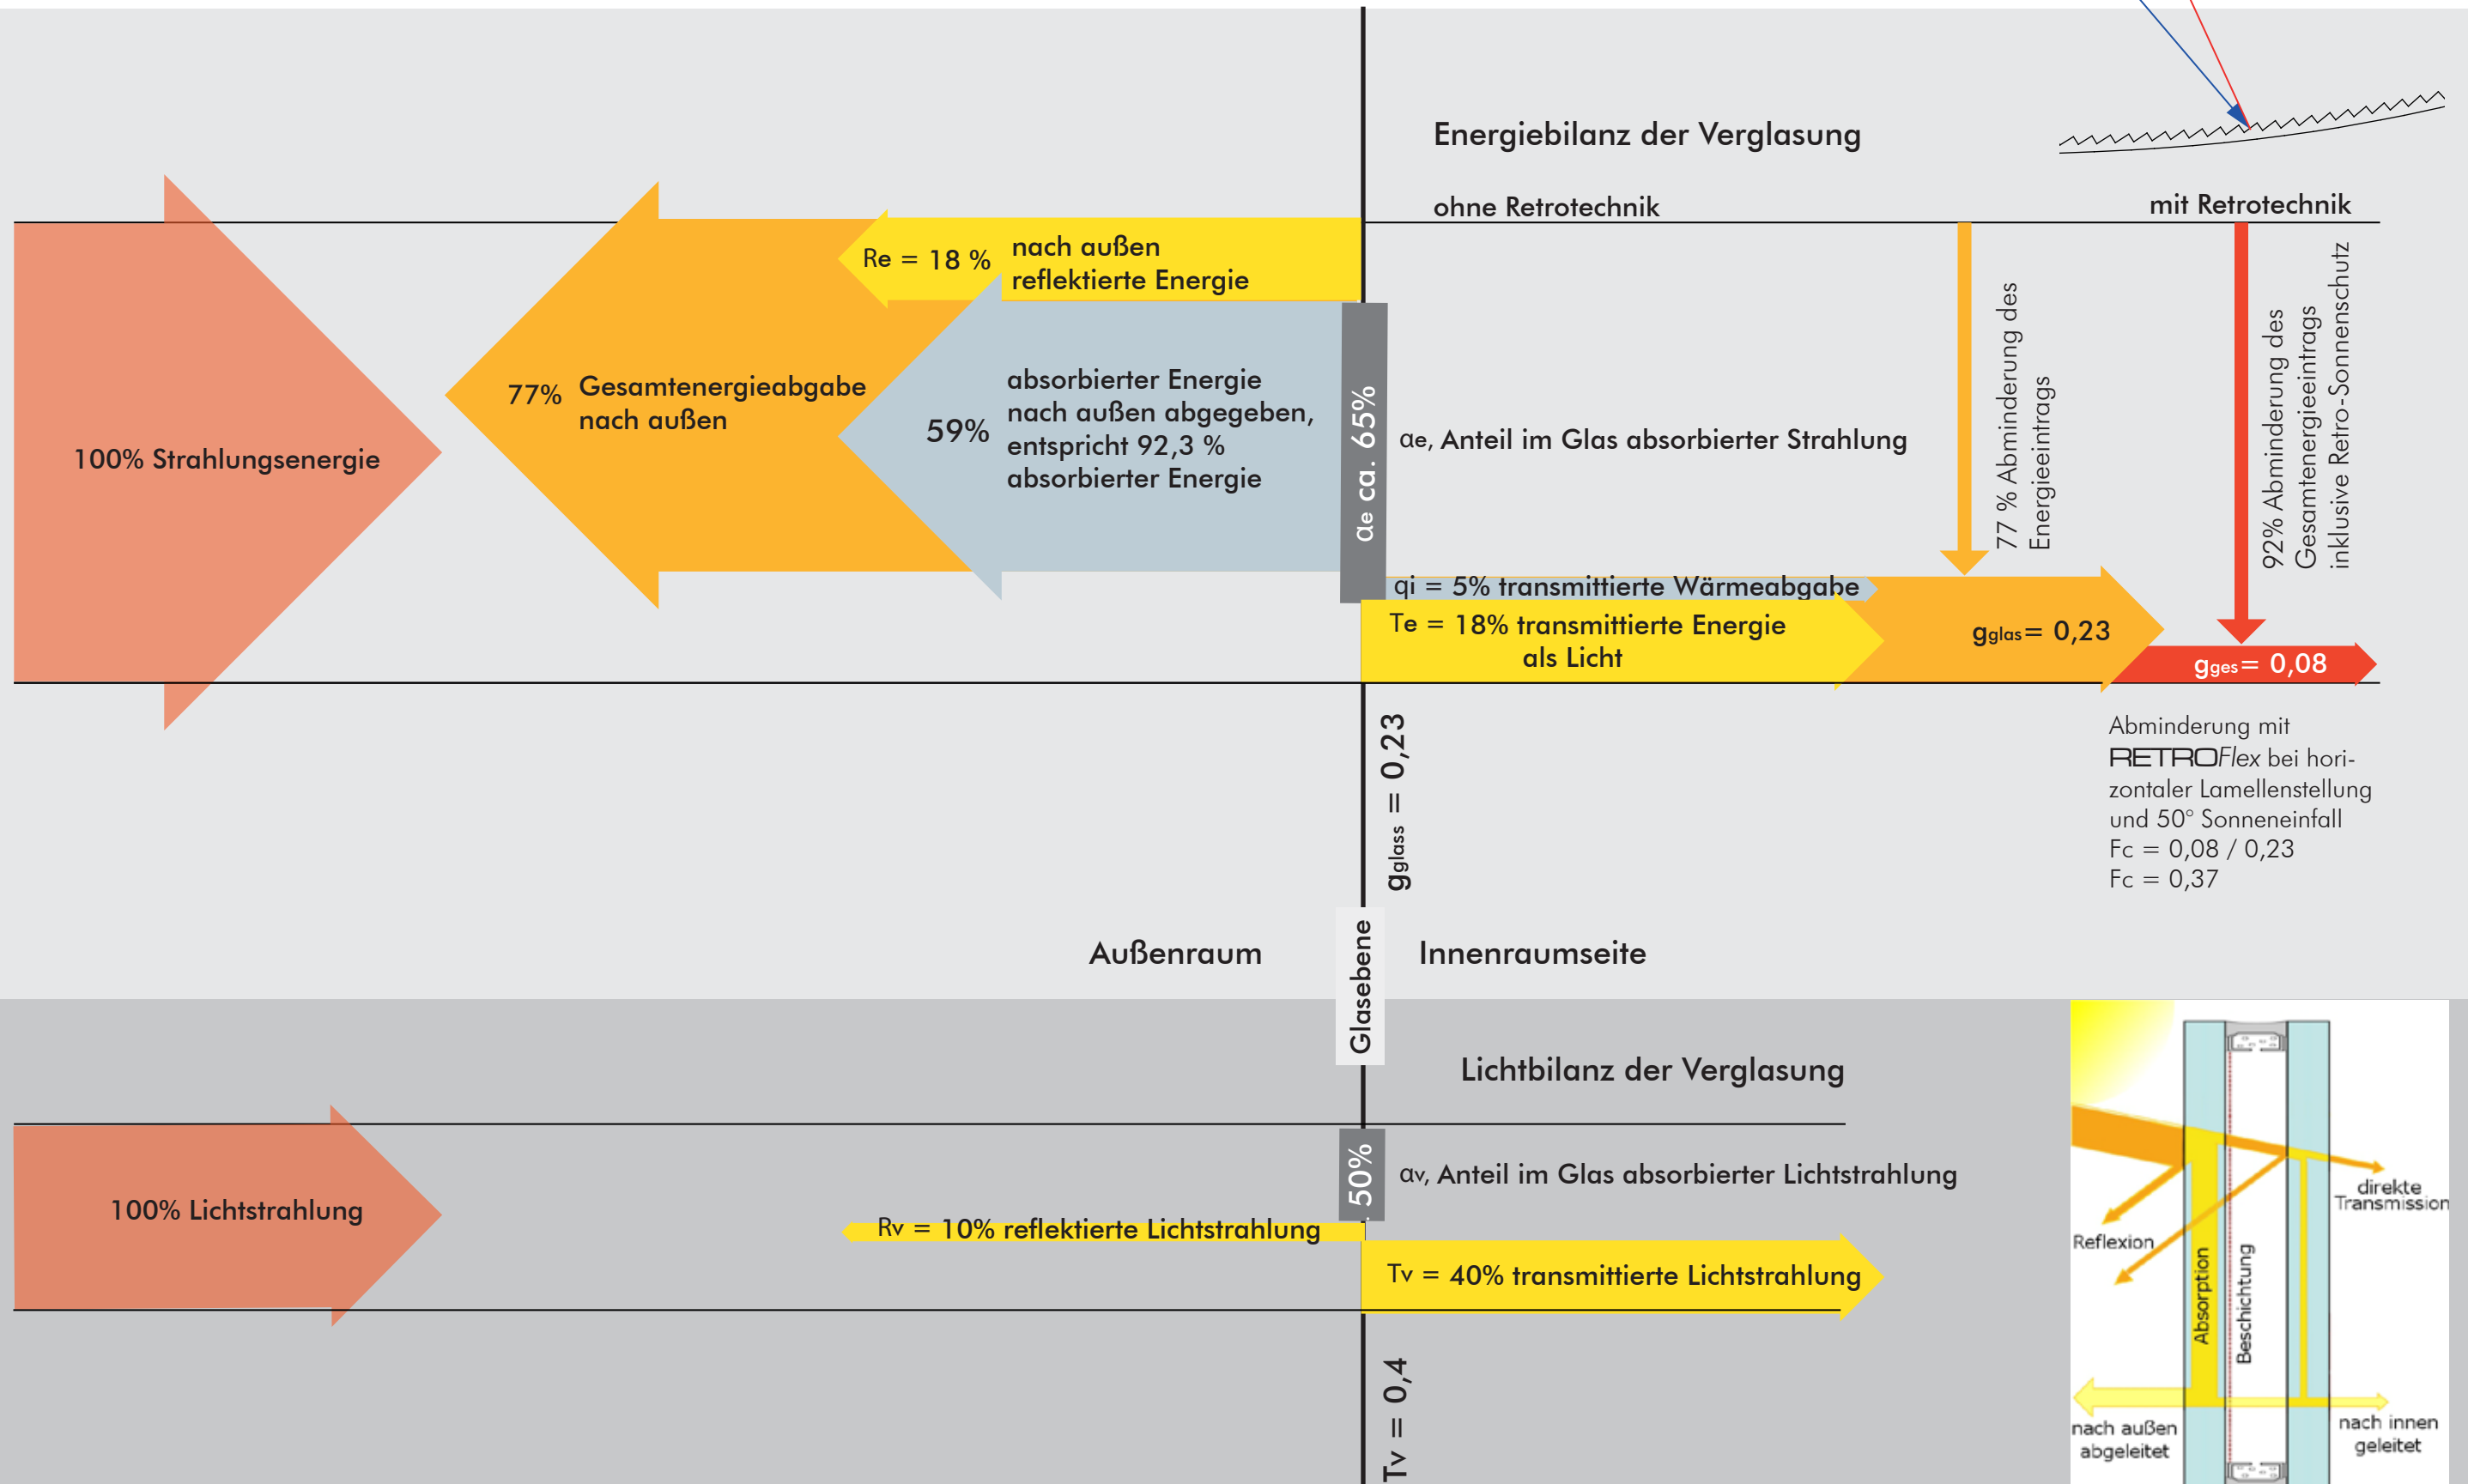 Energiebilanz der Verglasung
ohne Retrotechnik
mit Retrotechnik
100% Strahlungsenergie
77% Gesamtenergieabgabe
nach außen
Re = 18 % nach außen
reflektierte Energie
59%
absorbierter Energie
nach außen abgegeben,
entspricht 92,3 %
absorbierter Energie
αe ca. 65%
αe, Anteil im Glas absorbierter Strahlung
77 % Abminderung des
Energieeintrags
92% Abminderung des
Gesamtenergieeintrags
inklusive Retro-Sonnenschutz
qi = 5% transmittierte Wärmeabgabe
Te = 18% transmittierte Energie
als Licht
gglas= 0,23
gges= 0,08
gglass = 0,23
Abminderung mit
RETROFlex bei hori-
zontaler Lamellenstellung
und 50° Sonneneinfall
Fc = 0,08 / 0,23
Fc = 0,37
Außenraum
Glasebene
Innenraumseite
Lichtbilanz der Verglasung
100% Lichtstrahlung
50%
αv, Anteil im Glas absorbierter Lichtstrahlung
Rv = 10% reflektierte Lichtstrahlung
Tv = 40% transmittierte Lichtstrahlung
Tv = 0,4
direkte
Transmission
Reflexion
Absorption
Beschichtung
nach außen
abgeleitet
nach innen
geleitet